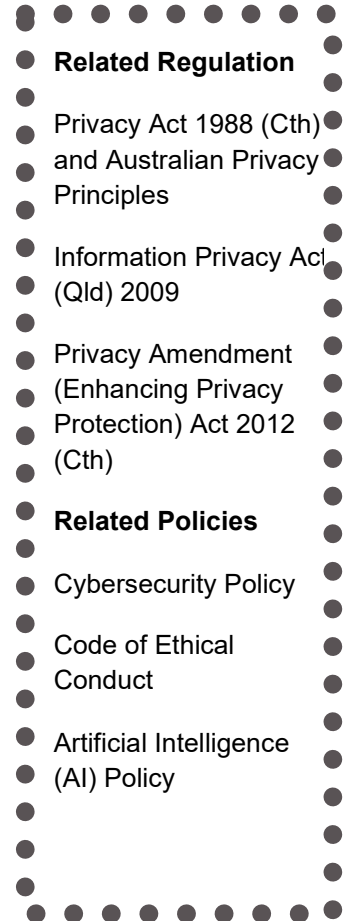 Related Regulation
Privacy Act 1988 (Cth)
and Australian Privacy
Principles
Information Privacy Act
(Qld) 2009
Privacy Amendment
(Enhancing Privacy
Protection) Act 2012
(Cth)
Related Policies
Cybersecurity Policy
Code of Ethical
Conduct
Artificial Intelligence
(AI) Policy